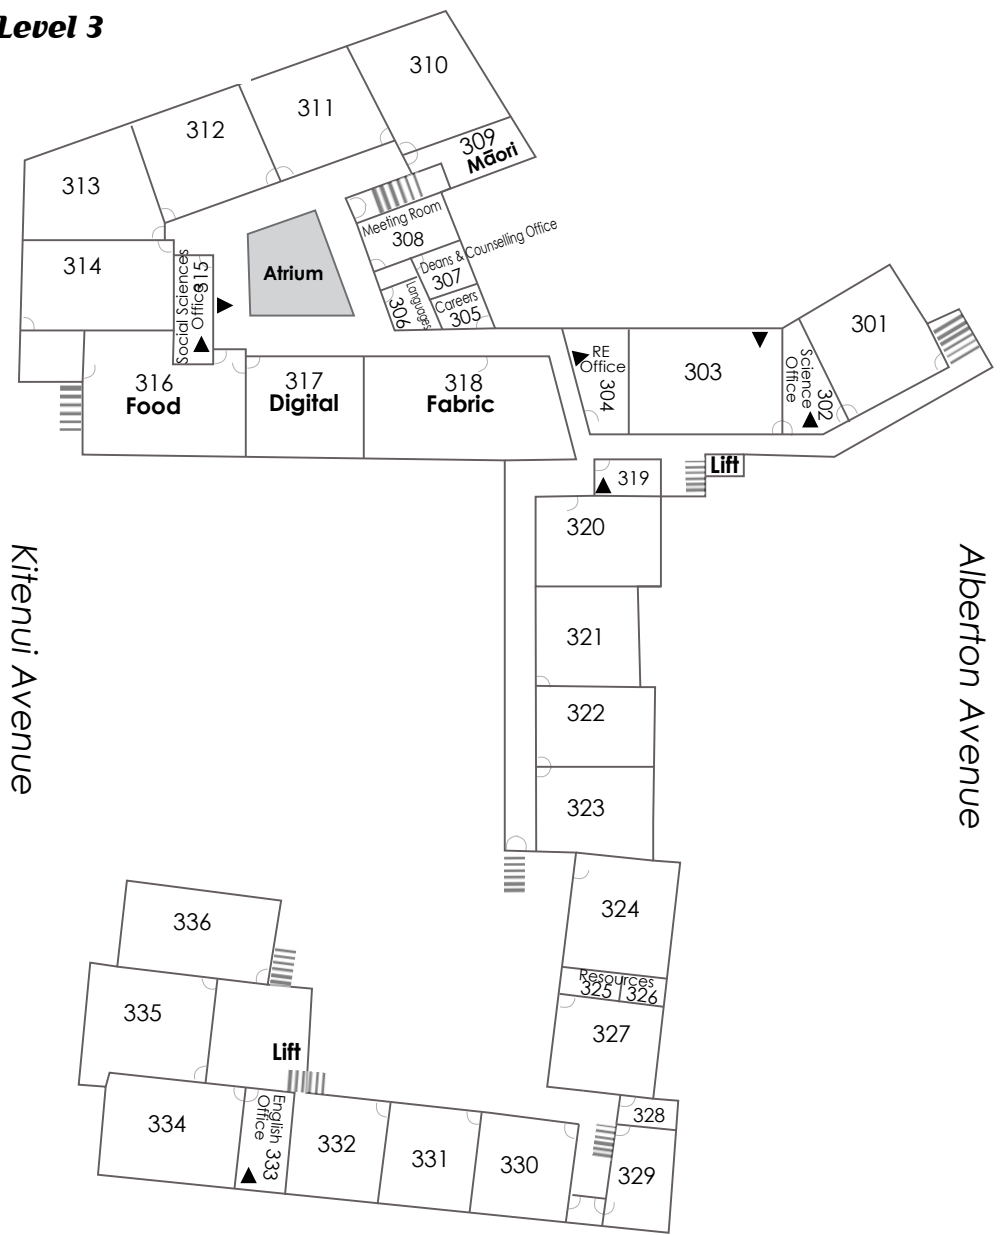 Level 3
310
311
312
309
Māori
313
Meeting Room
308
Deans & Counselling Office
307
314
Social Sciences
Office
315
Atrium
Languages
306
Careers
305
301
RE
Office
304
303
Science
Office
302
316
Food
317
Digital
318
Fabric
Lift
319
320
Kitenui Avenue
Alberton Avenue
321
322
323
324
336
Resources
325
326
335
327
Lift
English
Office
333
328
334
332
331
330
329